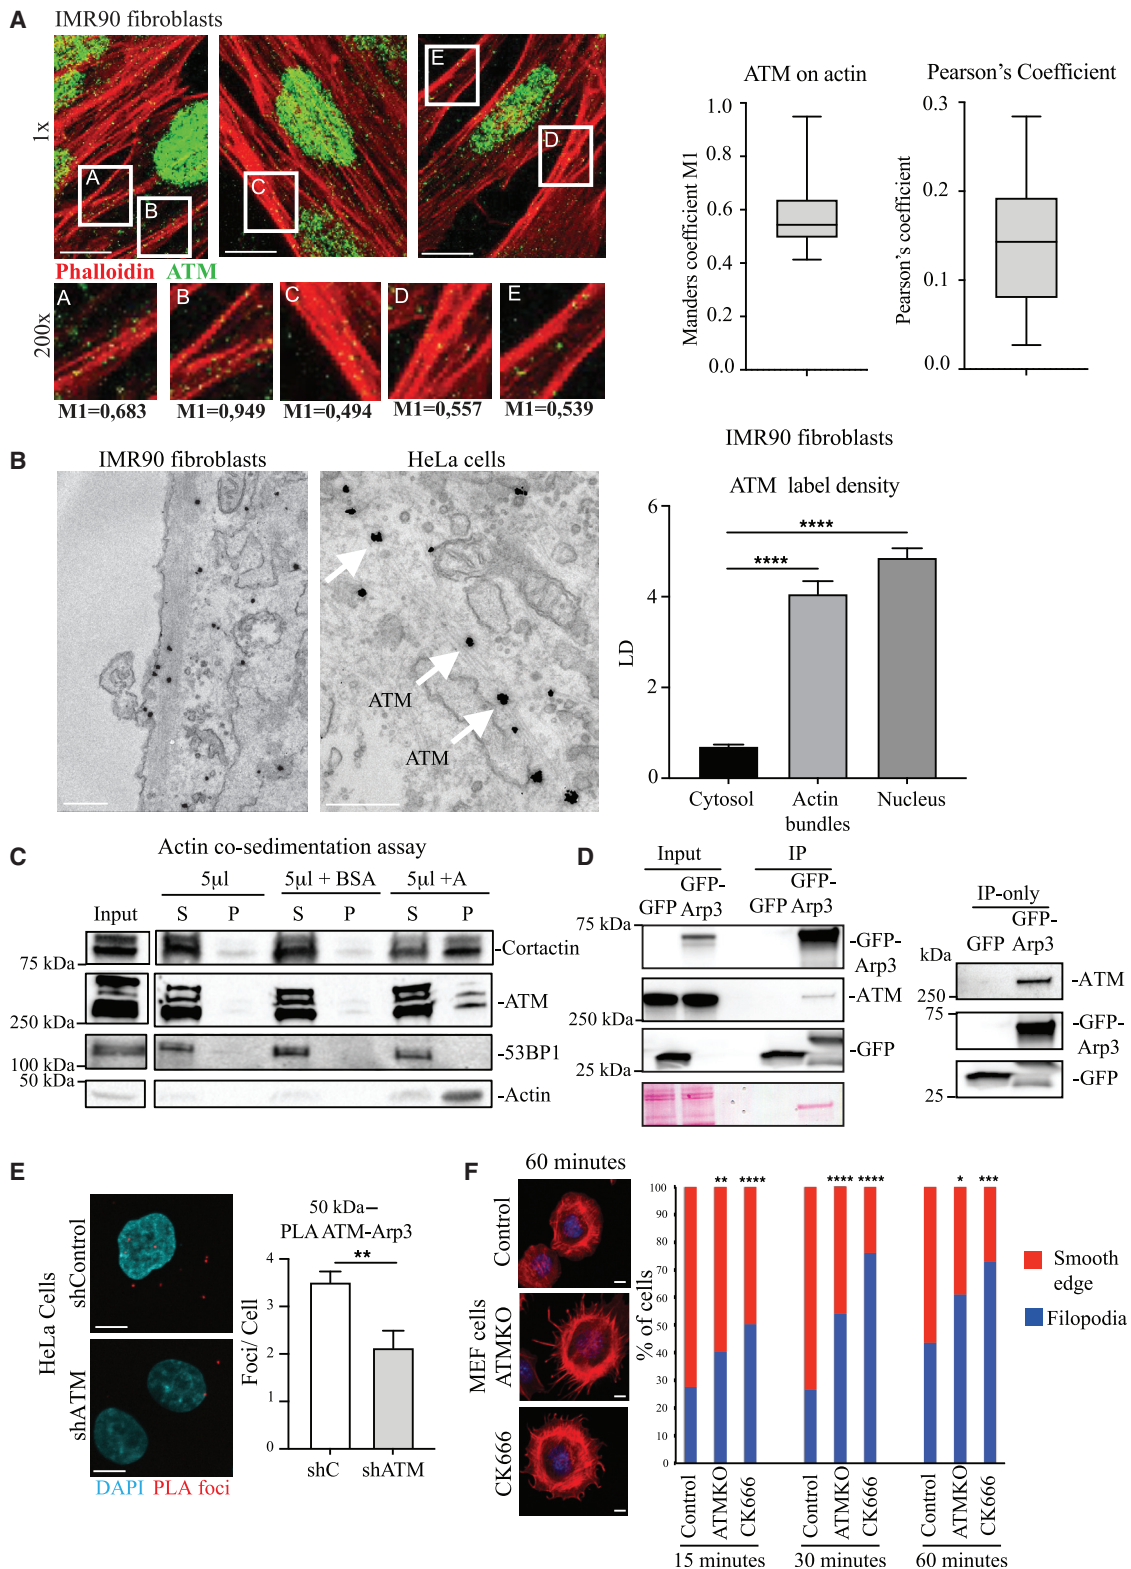 A IMR90 fibroblasts
1x
A
B
C
E
D
Phalloidin ATM
200x
A
B
C
D
E
M1=0,683
M1=0,949
M1=0,494
M1=0,557
M1=0,539
ATM on actin
Manders coefficient M1
1.0
0.8
0.6
0.4
0.2
0.0
Pearson's Coefficient
Pearson's coefficient
0.3
0.2
0.1
0.0
B
IMR90 fibroblasts
HeLa cells
ATM
ATM
IMR90 fibroblasts
ATM label density
LD
6
4
2
0
****
****
Cytosol
Actin
bundles
Nucleus
C
Actin co-sedimentation assay
5µl
5µl + BSA
5µl +A
Input
S P S P S P
75 kDa
-Cortactin
250 kDa
-ATM
100 kDa
-53BP1
50 kDa
-Actin
D
Input IP
GFP- GFP-
GFP Arp3 GFP Arp3
75 kDa
-GFP-
Arp3
-ATM
250 kDa
-GFP
25 kDa
IP-only
GFP-
GFP Arp3
kDa
-ATM
250
75
-GFP-
Arp3
-GFP
25
E
HeLa Cells
shControl
shATM
DAPI PLA foci
50 kDa–
PLA ATM-Arp3
Foci/ Cell
4
3
2
1
0
**
shC shATM
F
60 minutes
MEF cells
Control
ATMKO
CK666
% of cells
100
90
80
70
60
50
40
30
20
10
0
** ****
**** ****
* ***
Smooth
edge
Filopodia
Control
ATMKO
CK666
Control
ATMKO
CK666
Control
ATMKO
CK666
15 minutes
30 minutes
60 minutes